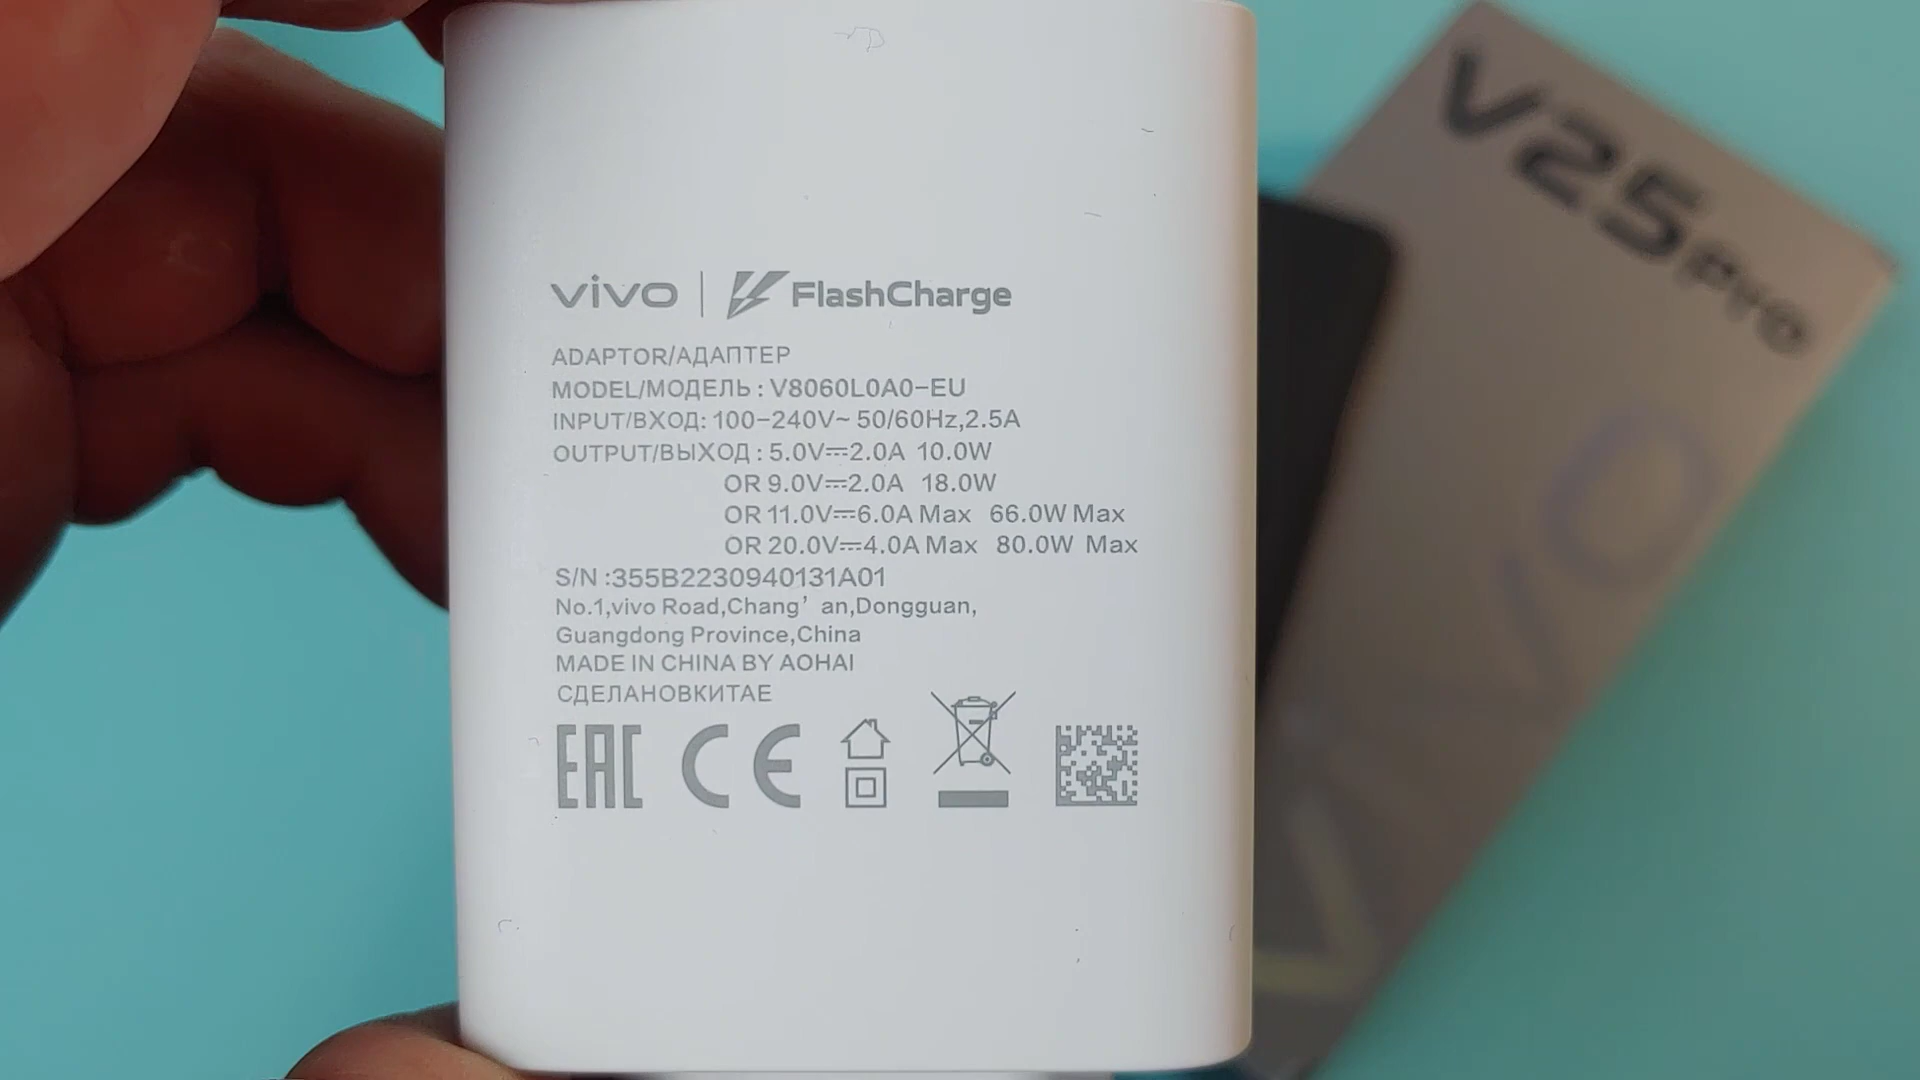 vivo | FlashCharge
ADAPTOR/АДАПТЕР
MODEL/МОДЕЛЬ : V8060L0A0-EU
INPUT/ВХОД: 100-240V~ 50/60Hz,2.5A
OUTPUT/ВЫХОД : 5.0V⎓2.0A 10.0W
OR 9.0V⎓2.0A 18.0W
OR 11.0V⎓6.0A Max 66.0W Max
OR 20.0V⎓4.0A Max 80.0W Max
S/N :355B2230940131A01
No.1,vivo Road,Chang’ an,Dongguan,
Guangdong Province,China
MADE IN CHINA BY AOHAI
СДЕЛАНОВКИТАЕ
EAC CE
V25 Pro
vivo